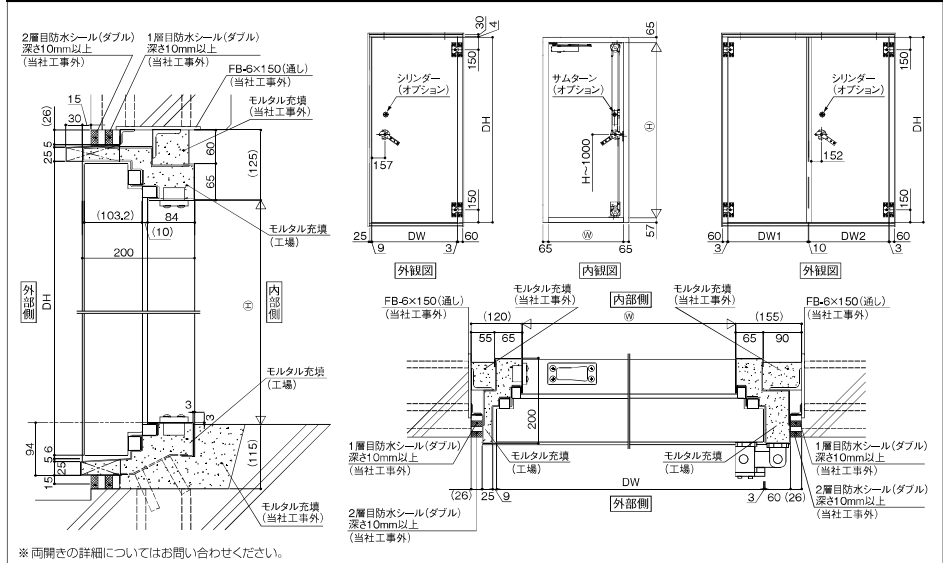 2層目防水シール(ダブル)
深さ10mm以上
(当社工事外)
1層目防水シール(ダブル)
深さ10mm以上
(当社工事外)
FB-6×150(通し)
(当社工事外)
モルタル充填
(当社工事外)
15
30
(26)
5
25
60
65
(125)
(103.2)
84
(10)
200
モルタル充填
(工場)
外部側
DH
Ⓗ
内部側
モルタル充填
(工場)
3
3
94
6
5
25
15
(115)
モルタル充填
(当社工事外)
※両開きの詳細についてはお問い合わせください。
30
4
150
シリンダー
(オプション)
DH
157
150
25
DW
60
9
3
外観図
65
サムターン
(オプション)
Ⓗ
H~1000
57
65
Ⓦ
65
内観図
150
シリンダー
(オプション)
DH
152
150
60
DW1
DW2
60
3
10
3
外観図
モルタル充填
(当社工事外)
内部側
モルタル充填
(当社工事外)
FB-6×150(通し)
(当社工事外)
FB-6×150(通し)
(当社工事外)
(120)
Ⓦ
(155)
55
65
65
90
200
1層目防水シール(ダブル)
深さ10mm以上
(当社工事外)
モルタル充填
(工場)
モルタル充填
(工場)
1層目防水シール(ダブル)
深さ10mm以上
(当社工事外)
DW
(26)
25
9
3
60
(26)
外部側
2層目防水シール(ダブル)
深さ10mm以上
(当社工事外)
2層目防水シール(ダブル)
深さ10mm以上
(当社工事外)